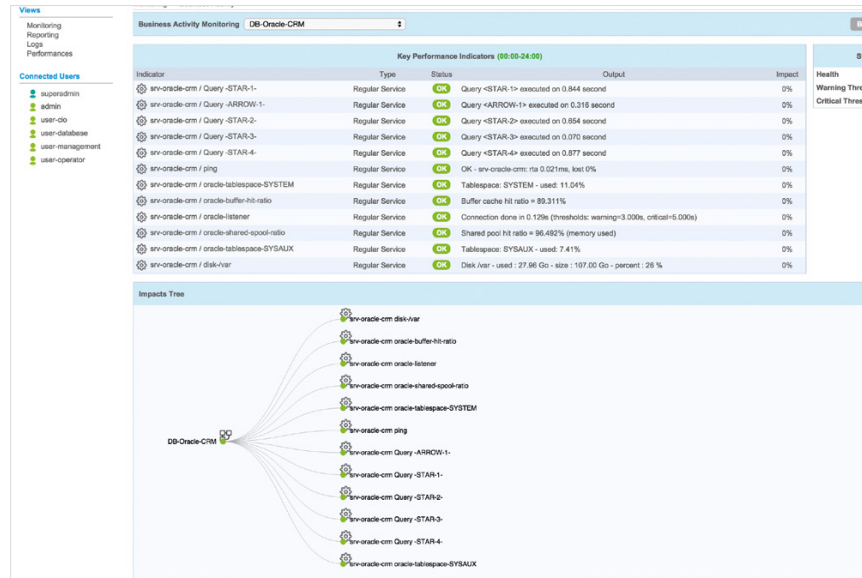 Views
Monitoring
Reporting
Logs
Performances
Connected Users
superadmin
admin
user-cio
user-database
user-management
user-operator
Business Activity Monitoring DB-Oracle-CRM
Key Performance Indicators (00:00-24:00)
Indicator Type Status Output Impact
srv-oracle-crm / Query -STAR-1- Regular Service OK Query <STAR-1> executed on 0.844 second 0%
srv-oracle-crm / Query -ARROW-1- Regular Service OK Query <ARROW-1> executed on 0.316 second 0%
srv-oracle-crm / Query -STAR-2- Regular Service OK Query <STAR-2> executed on 0.654 second 0%
srv-oracle-crm / Query -STAR-3- Regular Service OK Query <STAR-3> executed on 0.070 second 0%
srv-oracle-crm / Query -STAR-4- Regular Service OK Query <STAR-4> executed on 0.877 second 0%
srv-oracle-crm / ping Regular Service OK OK - srv-oracle-crm: rta 0.021ms, lost 0% 0%
srv-oracle-crm / oracle-tablespace-SYSTEM Regular Service OK Tablespace: SYSTEM - used: 11.04% 0%
srv-oracle-crm / oracle-buffer-hit-ratio Regular Service OK Buffer cache hit ratio = 89.311% 0%
srv-oracle-crm / oracle-listener Regular Service OK Connection done in 0.129s (thresholds: warning=3.000s, critical=5.000s) 0%
srv-oracle-crm / oracle-shared-spool-ratio Regular Service OK Shared pool hit ratio = 96.492% (memory used) 0%
srv-oracle-crm / oracle-tablespace-SYSAUX Regular Service OK Tablespace: SYSAUX - used: 7.41% 0%
srv-oracle-crm / disk-/var Regular Service OK Disk /var - used : 27.96 Go - size : 107.00 Go - percent : 26 % 0%
Health
Warning Thre
Critical Thres
Impacts Tree
srv-oracle-crm disk-/var
srv-oracle-crm oracle-buffer-hit-ratio
srv-oracle-crm oracle-listener
srv-oracle-crm oracle-shared-spool-ratio
srv-oracle-crm oracle-tablespace-SYSTEM
srv-oracle-crm ping
DB-Oracle-CRM
srv-oracle-crm Query -ARROW-1-
srv-oracle-crm Query -STAR-1-
srv-oracle-crm Query -STAR-2-
srv-oracle-crm Query -STAR-3-
srv-oracle-crm Query -STAR-4-
srv-oracle-crm oracle-tablespace-SYSAUX